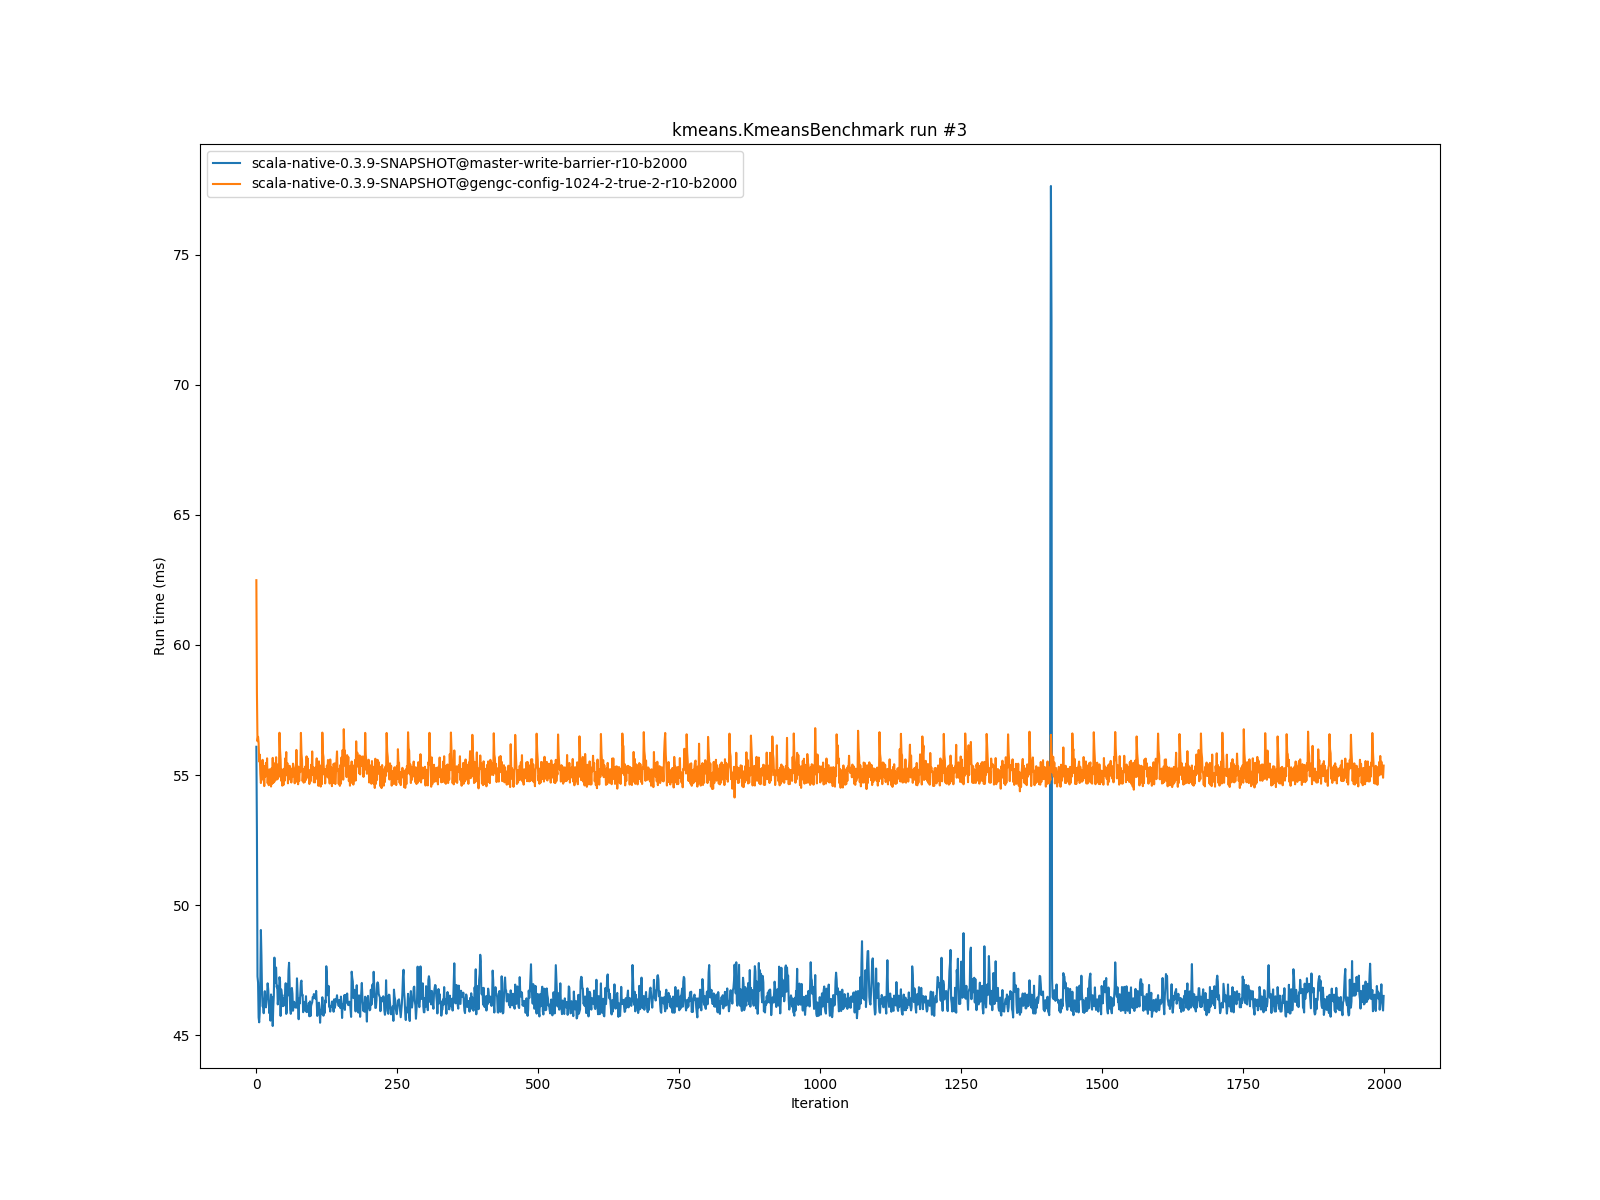 kmeans.KmeansBenchmark run #3
scala-native-0.3.9-SNAPSHOT@master-write-barrier-r10-b2000
scala-native-0.3.9-SNAPSHOT@gengc-config-1024-2-true-2-r10-b2000
75
70
65
60
55
50
45
Run time (ms)
0 250 500 750 1000 1250 1500 1750 2000
Iteration